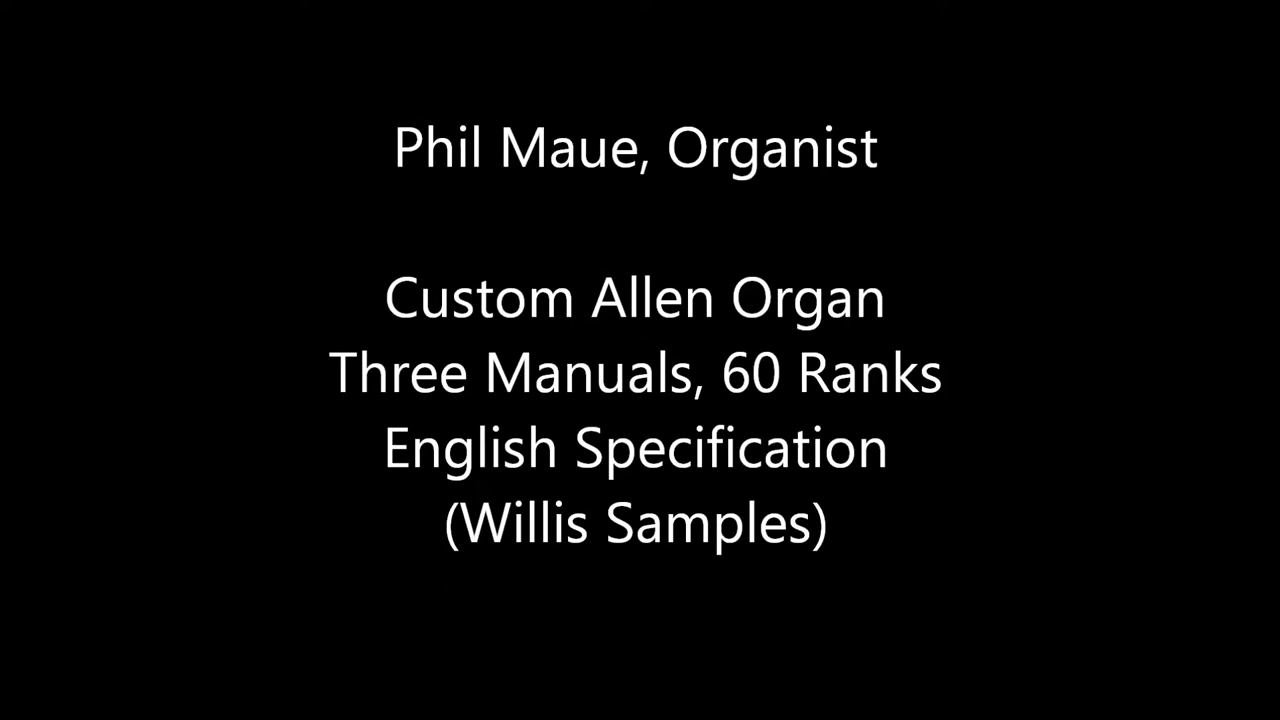 Phil Maue, Organist
Custom Allen Organ
Three Manuals, 60 Ranks
English Specification
(Willis Samples)